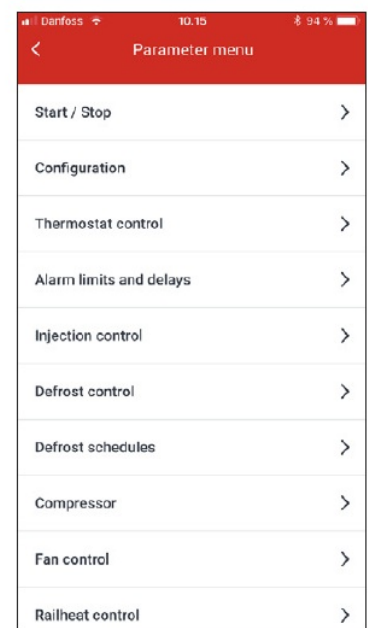 Danfoss 10.15 94 %
Parameter menu
Start / Stop
Configuration
Thermostat control
Alarm limits and delays
Injection control
Defrost control
Defrost schedules
Compressor
Fan control
Railheat control